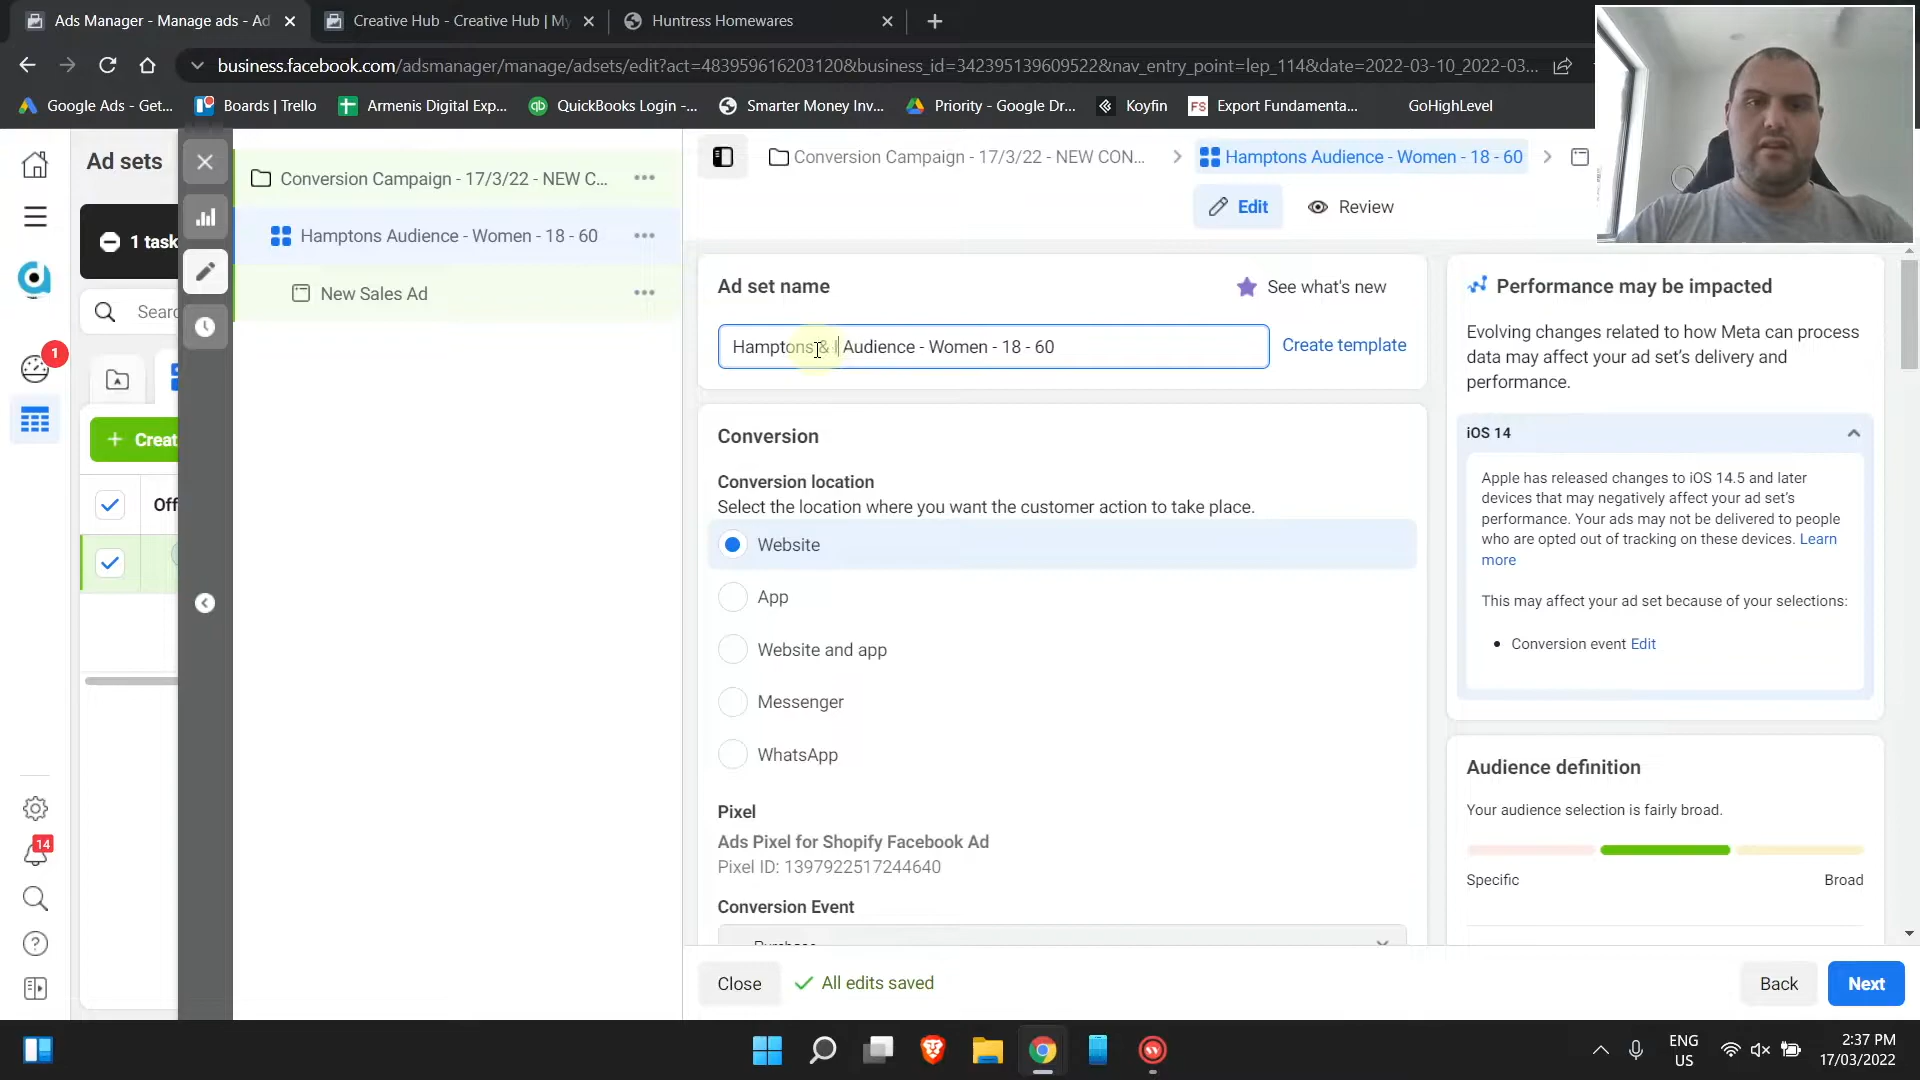 Ads Manager - Manage ads - Ad
Creative Hub - Creative Hub | My
Huntress Homewares
business.facebook.com/adsmanager/manage/adsets/edit?act=483959616203120&business_id=342395139609522&nav_entry_point=lep_114&date=2022-03-10_2022-03...
Google Ads - Get...
Boards | Trello
Armenis Digital Exp...
QuickBooks Login -...
Smarter Money Inv...
Priority - Google Dr...
Koyfin
FS Export Fundamenta...
GoHighLevel
Ad sets
Conversion Campaign - 17/3/22 - NEW C...
Conversion Campaign - 17/3/22 - NEW CON...
Hamptons Audience - Women - 18 - 60
Edit
Review
1 task
Hamptons Audience - Women - 18 - 60
New Sales Ad
Searc
1
Creat
Off
14
Ad set name
See what's new
Hamptons & I Audience - Women - 18 - 60
Create template
Conversion
Conversion location
Select the location where you want the customer action to take place.
Website
App
Website and app
Messenger
WhatsApp
Pixel
Ads Pixel for Shopify Facebook Ad
Pixel ID: 1397922517244640
Conversion Event
Purchase
Performance may be impacted
Evolving changes related to how Meta can process
data may affect your ad set's delivery and
performance.
iOS 14
Apple has released changes to iOS 14.5 and later
devices that may negatively affect your ad set's
performance. Your ads may not be delivered to people
who are opted out of tracking on these devices. Learn
more
This may affect your ad set because of your selections:
Conversion event Edit
Audience definition
Your audience selection is fairly broad.
Specific
Broad
Close
All edits saved
Back
Next
ENG
US
2:37 PM
17/03/2022